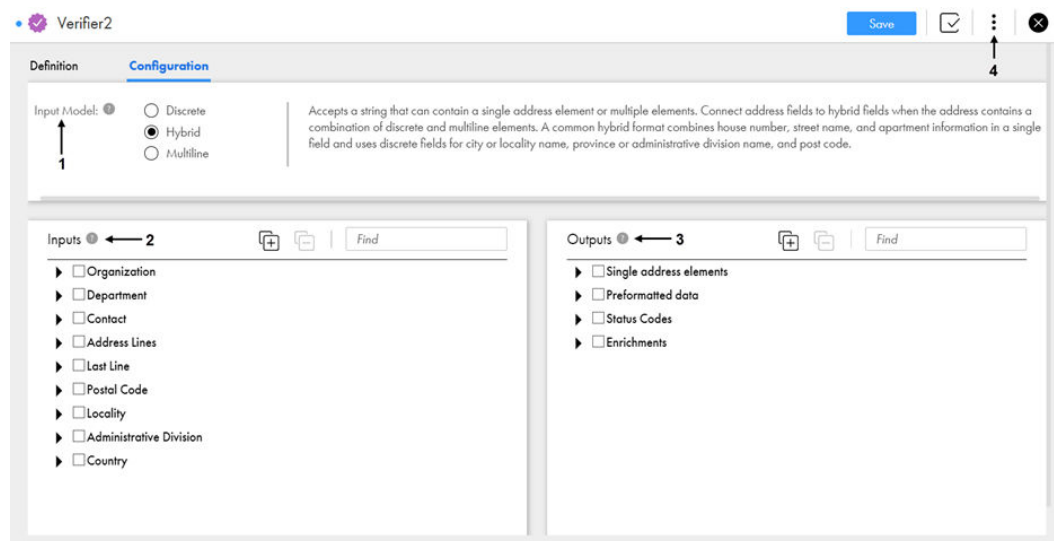 Verifier2
Save
4
Definition
Configuration
Input Model:
1
Discrete
Hybrid
Multiline
Accepts a string that can contain a single address element or multiple elements. Connect address fields to hybrid fields when the address contains a
combination of discrete and multiline elements. A common hybrid format combines house number, street name, and apartment information in a single
field and uses discrete fields for city or locality name, province or administrative division name, and post code.
Inputs
2
Find
Organization
Department
Contact
Address Lines
Last Line
Postal Code
Locality
Administrative Division
Country
Outputs
3
Find
Single address elements
Preformatted data
Status Codes
Enrichments